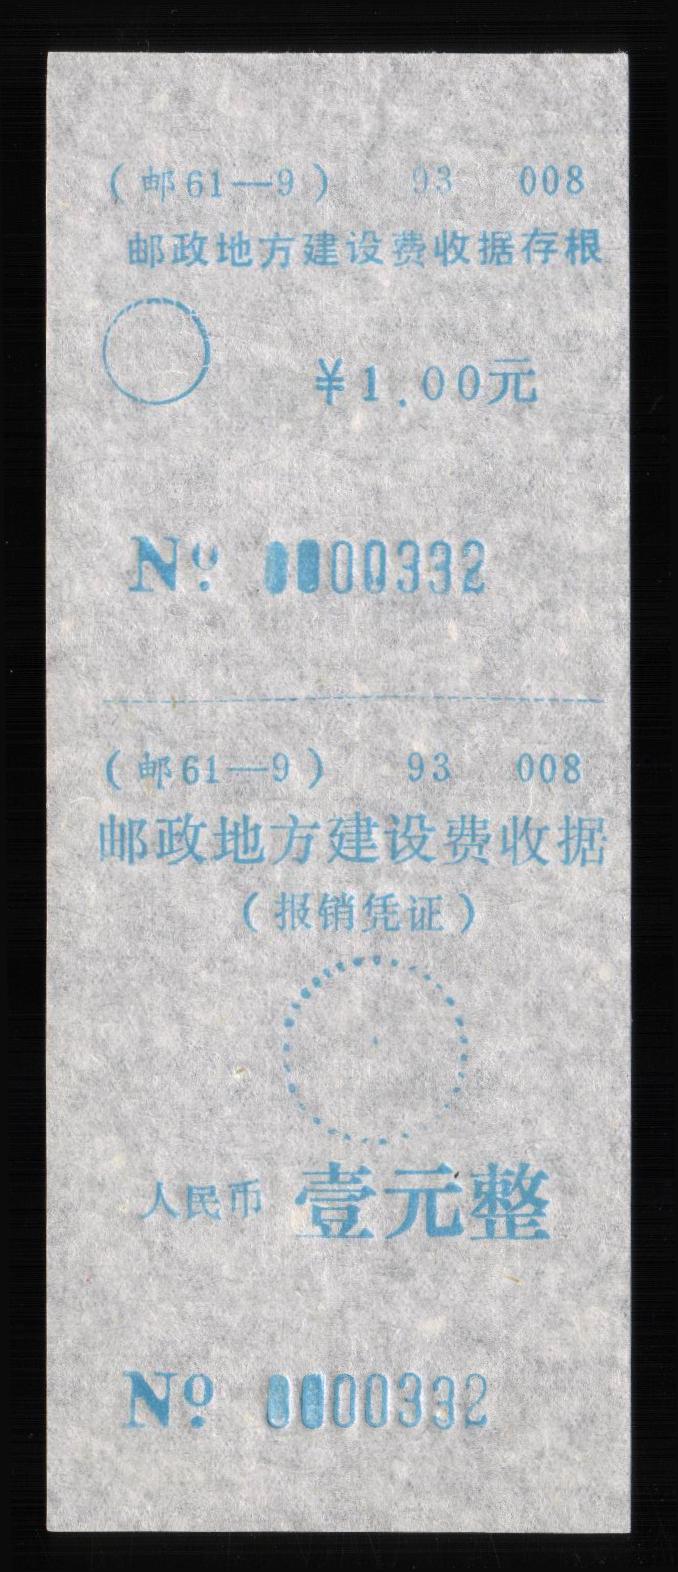 (邮61—9) 93 008
邮政地方建设费收据存根
¥1.00元
Nº 0000332
(邮61—9) 93 008
邮政地方建设费收据
(报销凭证)
人民币 壹元整
Nº 0000332